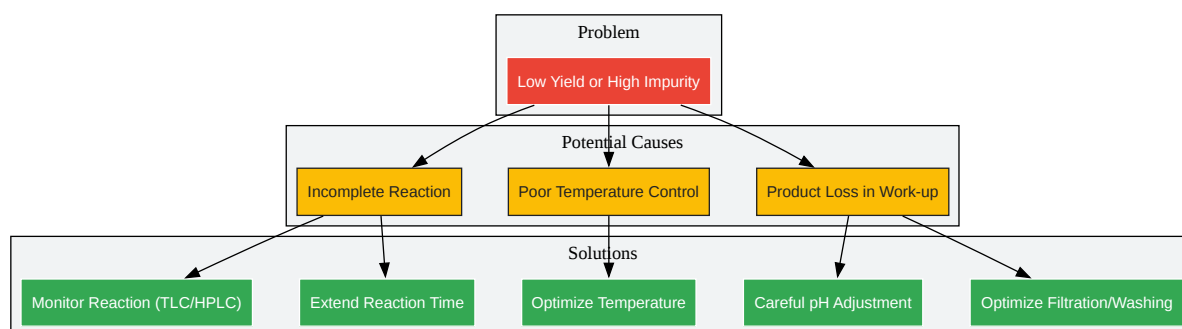 Problem
Low Yield or High Impurity
Potential Causes
Incomplete Reaction
Poor Temperature Control
Product Loss in Work-up
Solutions
Monitor Reaction (TLC/HPLC)
Extend Reaction Time
Optimize Temperature
Careful pH Adjustment
Optimize Filtration/Washing